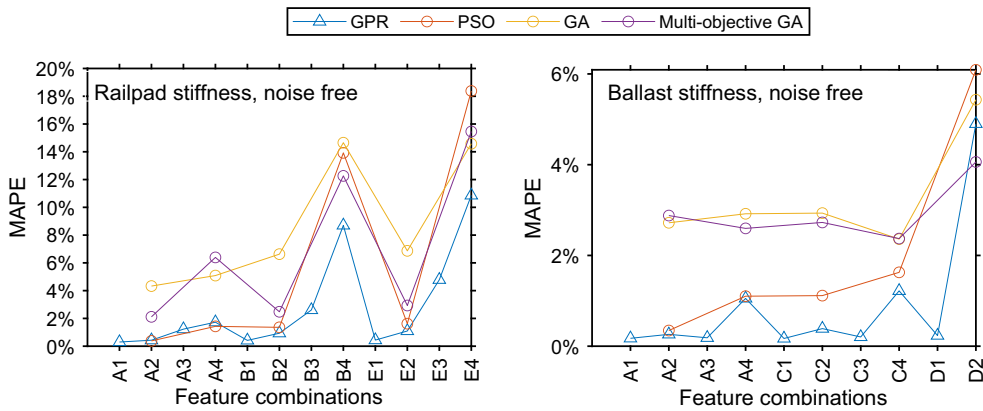 GPR PSO GA Multi-objective GA
20%
18%
16%
14%
12%
10%
8%
6%
4%
2%
0%
MAPE
Railpad stiffness, noise free
A1 A2 A3 A4 B1 B2 B3 B4 E1 E2 E3 E4
Feature combinations
6%
4%
2%
0%
MAPE
Ballast stiffness, noise free
A1 A2 A3 A4 C1 C2 C3 C4 D1 D2
Feature combinations